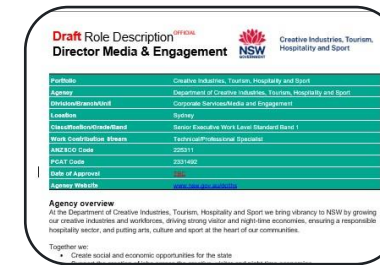 Draft Role Description OFFICIAL
Director Media & Engagement
NSW
GOVERNMENT
Creative Industries, Tourism,
Hospitality and Sport
Portfolio Creative Industries, Tourism, Hospitality and Sport
Agency Department of Creative Industries, Tourism, Hospitality and Sport
Division/Branch/Unit Corporate Services/Media and Engagement
Location Sydney
Classification/Grade/Band Senior Executive Work Level Standard Band 1
Work Contribution Stream Technical/Professional Specialist
ANZSCO Code 225311
PCAT Code 2331492
Date of Approval TBC
Agency Website
Agency overview
At the Department of Creative Industries, Tourism, Hospitality and Sport we bring vibrancy to NSW by growing
our creative industries and workforces, driving strong visitor and night-time economies, ensuring a responsible
hospitality sector, and putting arts, culture and sport at the heart of our communities.
Together we:
• Create social and economic opportunities for the state